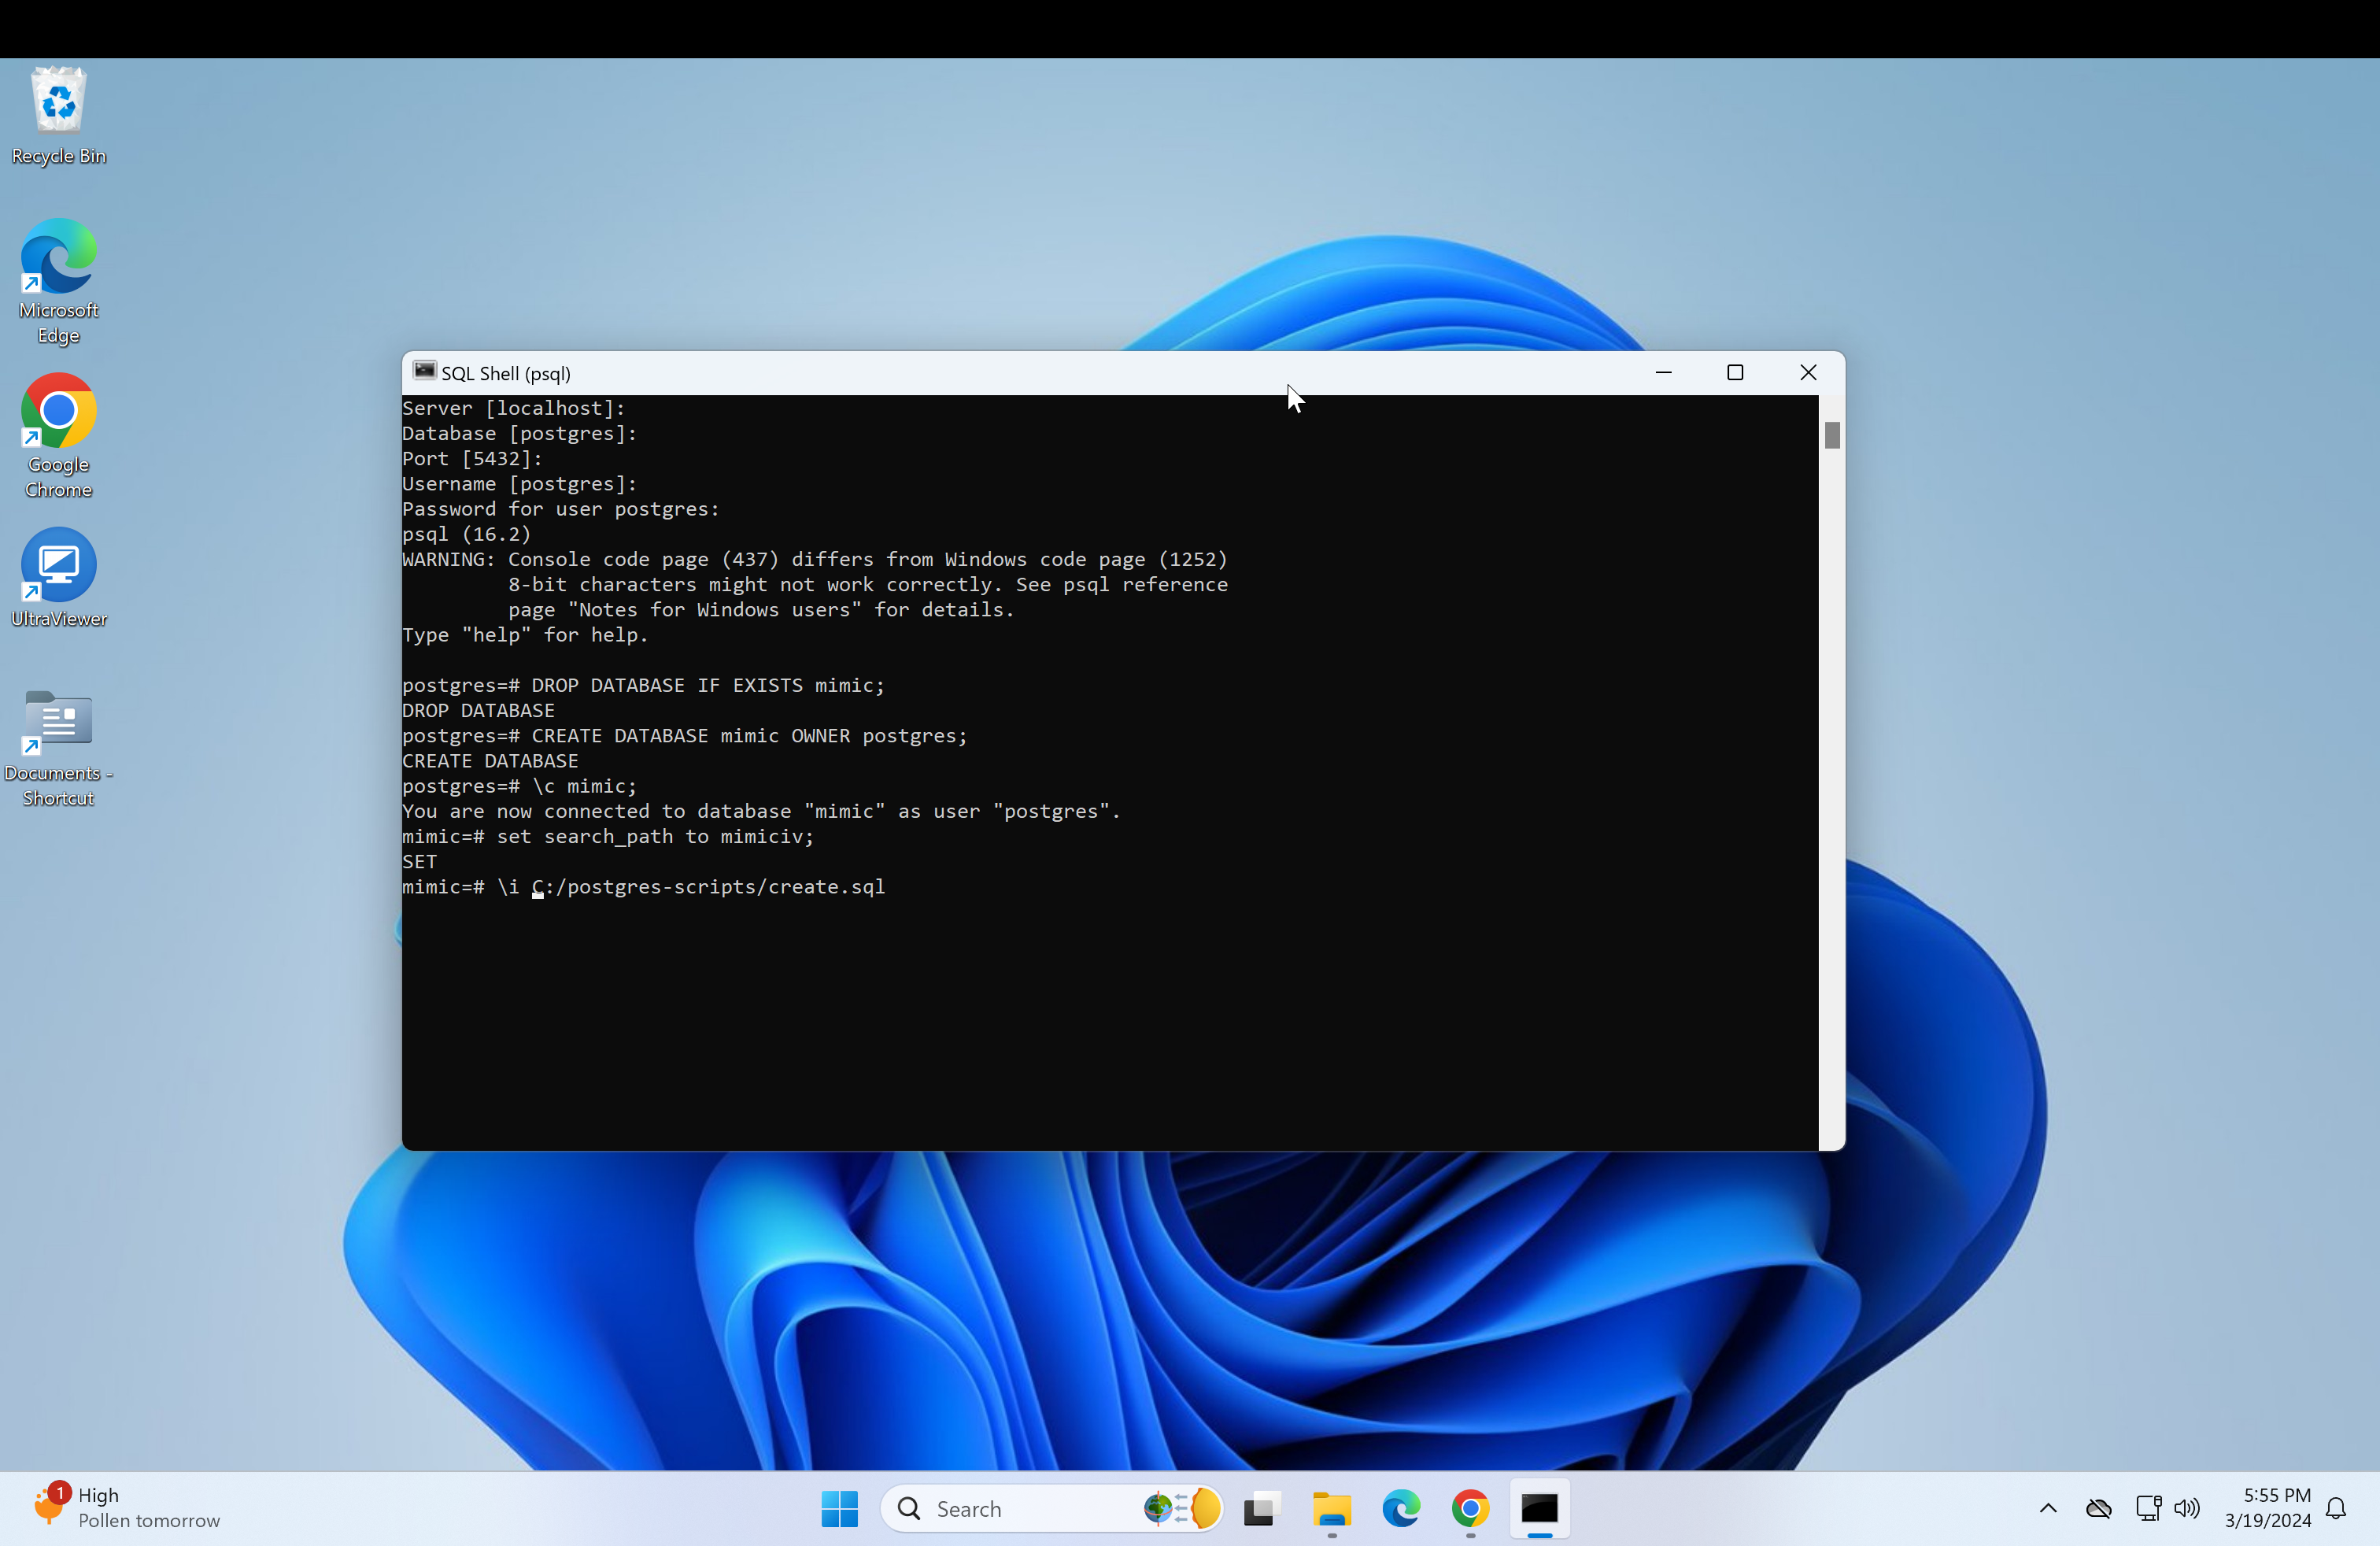 Recycle Bin
Microsoft
Edge
Google
Chrome
UltraViewer
Documents -
Shortcut
SQL Shell (psql)
Server [localhost]:
Database [postgres]:
Port [5432]:
Username [postgres]:
Password for user postgres:
psql (16.2)
WARNING: Console code page (437) differs from Windows code page (1252)
         8-bit characters might not work correctly. See psql reference
         page "Notes for Windows users" for details.
Type "help" for help.
postgres=# DROP DATABASE IF EXISTS mimic;
DROP DATABASE
postgres=# CREATE DATABASE mimic OWNER postgres;
CREATE DATABASE
postgres=# \c mimic;
You are now connected to database "mimic" as user "postgres".
mimic=# set search_path to mimiciv;
SET
mimic=# \i C:/postgres-scripts/create.sql
1
High
Pollen tomorrow
Search
5:55 PM
3/19/2024